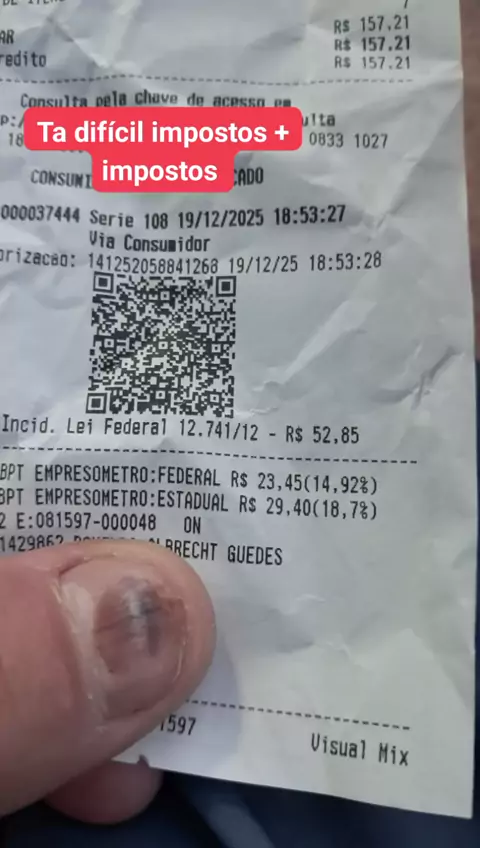 R$ 157.21
AR R$ 157.21
redito R$ 157.21
Consulta pela Chave de acesso em
Ta difícil impostos +
impostos
ulta
18 0833 1027
CONSUMI CADO
000037444 Serie 108 19/12/2025 18:53:27
Via Consumidor
orizacao: 141252058841268 19/12/25 18:53:28
Incid. Lei Federal 12.741/12 - R$ 52,85
BPT EMPRESOMETRO:FEDERAL R$ 23,45(14,92%)
BPT EMPRESOMETRO:ESTADUAL R$ 29,40(18,7%)
2 E:081597-000048 ON
LBRECHT GUEDES
1597
Visual Mix